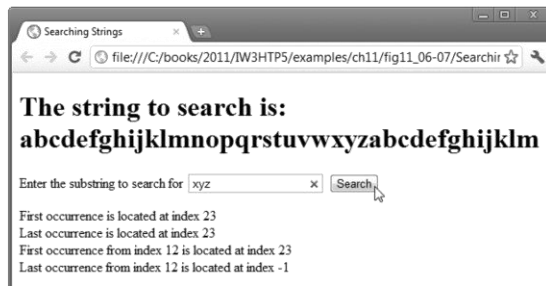 Searching Strings
file:///C:/books/2011/IW3HTP5/examples/ch11/fig11_06-07/Searchir
The string to search is:
abcdefghijklmnopqrstuvwxyzabcdefghijklm
Enter the substring to search for xyz Search
First occurrence is located at index 23
Last occurrence is located at index 23
First occurrence from index 12 is located at index 23
Last occurrence from index 12 is located at index -1